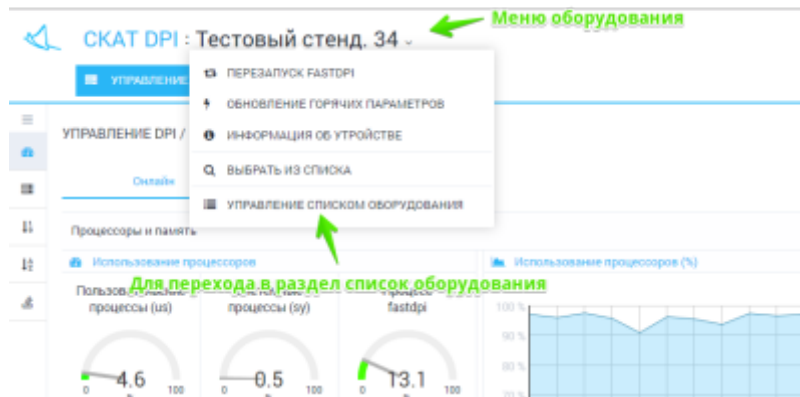 Меню оборудования
СКАТ DPI : Тестовый стенд. 34
УПРАВЛЕНИЕ
ПЕРЕЗАПУСК FASTDPI
ОБНОВЛЕНИЕ ГОРЯЧИХ ПАРАМЕТРОВ
ИНФОРМАЦИЯ ОБ УТРОЙСТВЕ
ВЫБРАТЬ ИЗ СПИСКА
УПРАВЛЕНИЕ СПИСКОМ ОБОРУДОВАНИЯ
УПРАВЛЕНИЕ DPI /
Онлайн
Процессоры и память
Использование процессоров
Использование процессоров (%)
Для перехода в раздел список оборудования
процессы (us)
процессы (sy)
fastdpi
100 %
90 %
80 %
70 %
4.6
0.5
13.1
0 100 0 100 0 100